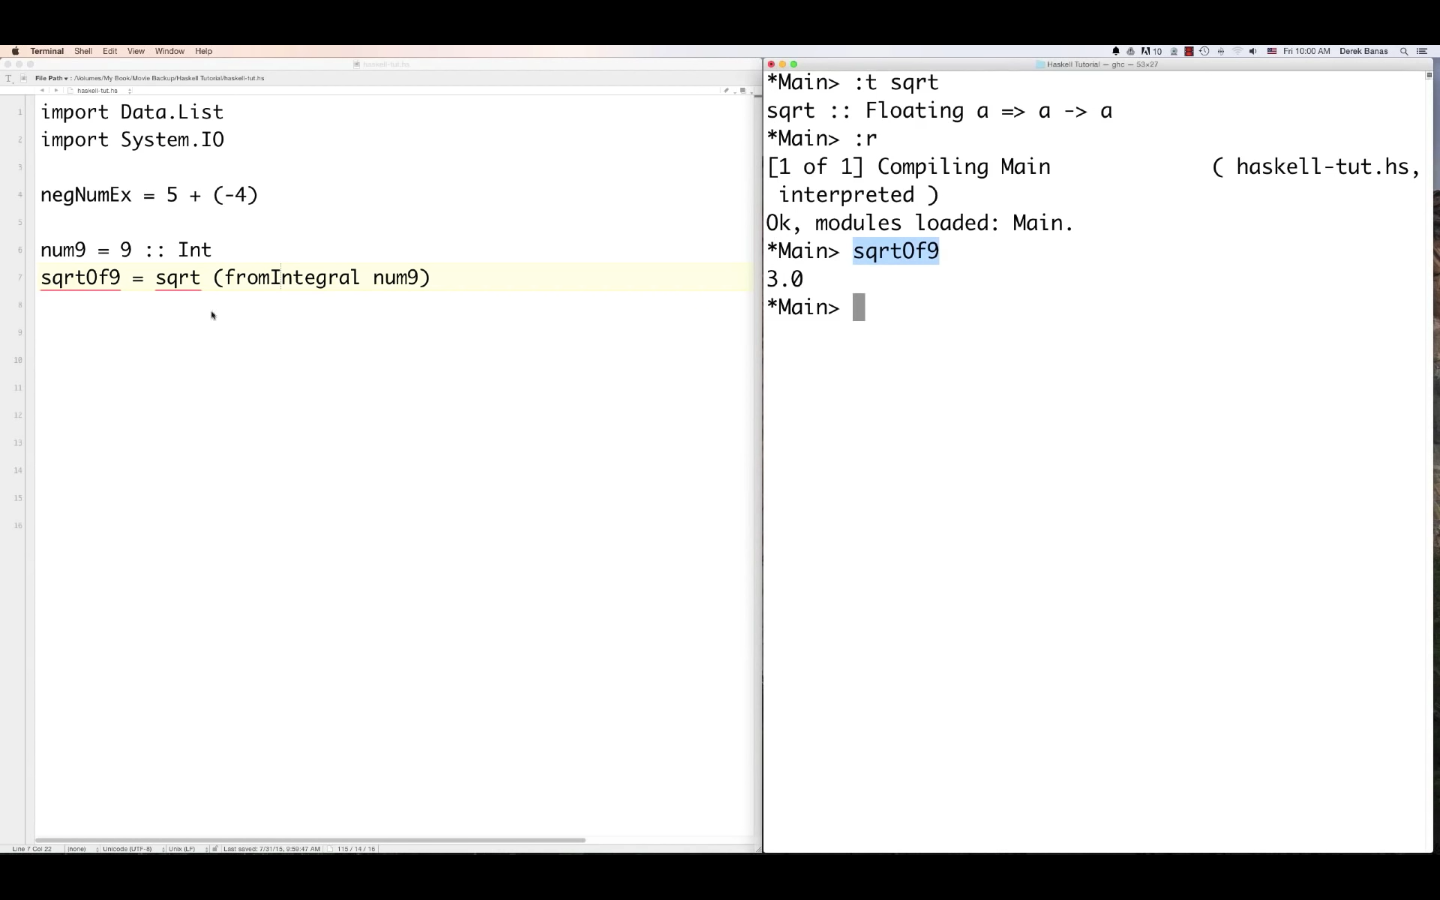 Terminal Shell Edit View Window Help
10 Fri 10:00 AM Derek Banas
haskell-tut.hs
File Path ▾ : /Volumes/My Book/Movie Backup/Haskell Tutorial/haskell-tut.hs
haskell-tut.hs
1 import Data.List
2 import System.IO
3
4 negNumEx = 5 + (-4)
5
6 num9 = 9 :: Int
7 sqrtOf9 = sqrt (fromIntegral num9)
8
9
10
11
12
13
14
15
16
Line 7 Col 22 (none) Unicode (UTF-8) Unix (LF) Last saved: 7/31/15, 9:59:47 AM 115 / 14 / 16
Haskell Tutorial — ghc — 53×27
*Main> :t sqrt
sqrt :: Floating a => a -> a
*Main> :r
[1 of 1] Compiling Main ( haskell-tut.hs,
interpreted )
Ok, modules loaded: Main.
*Main> sqrtOf9
3.0
*Main>